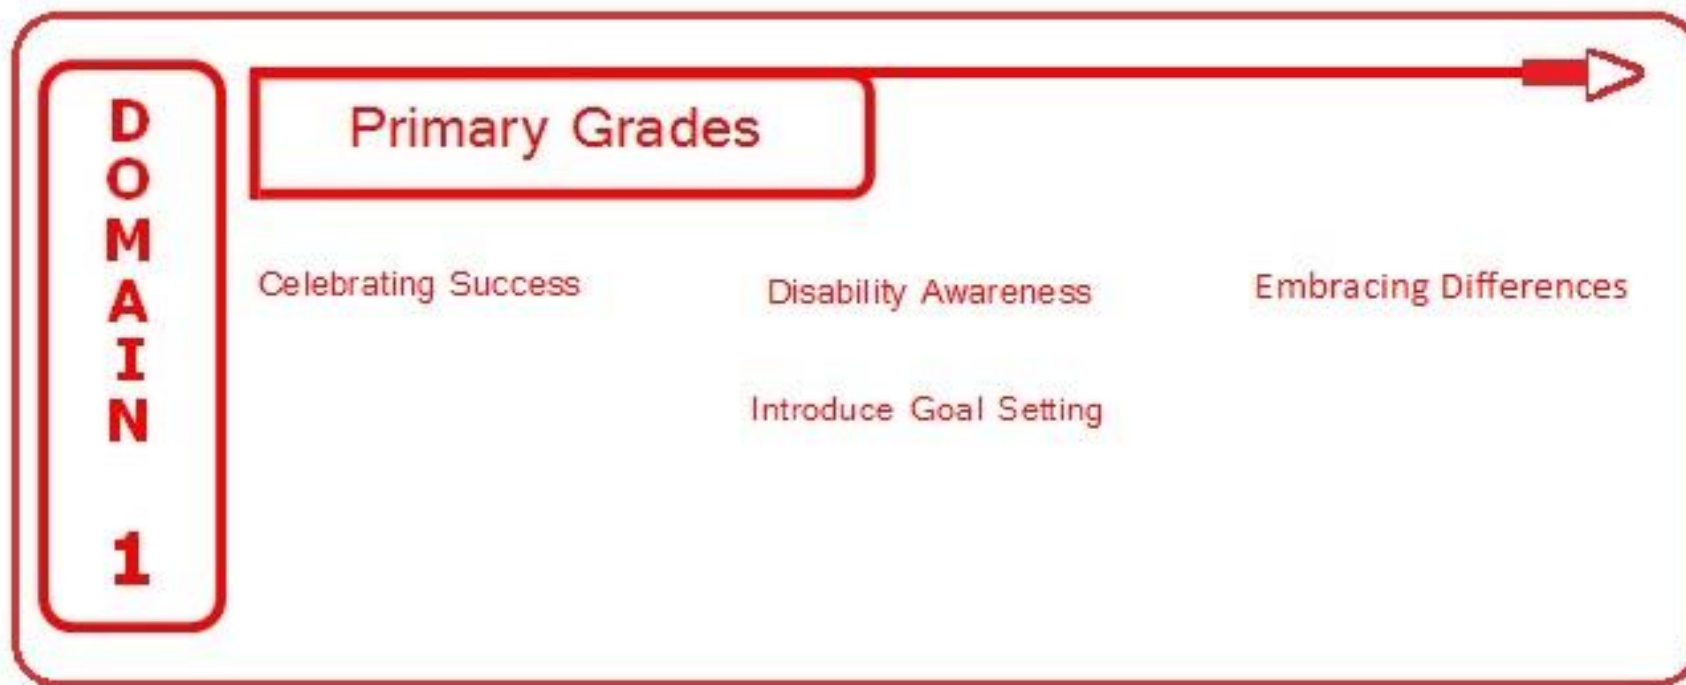 DOMAIN 1
Primary Grades
Celebrating Success
Disability Awareness
Embracing Differences
Introduce Goal Setting